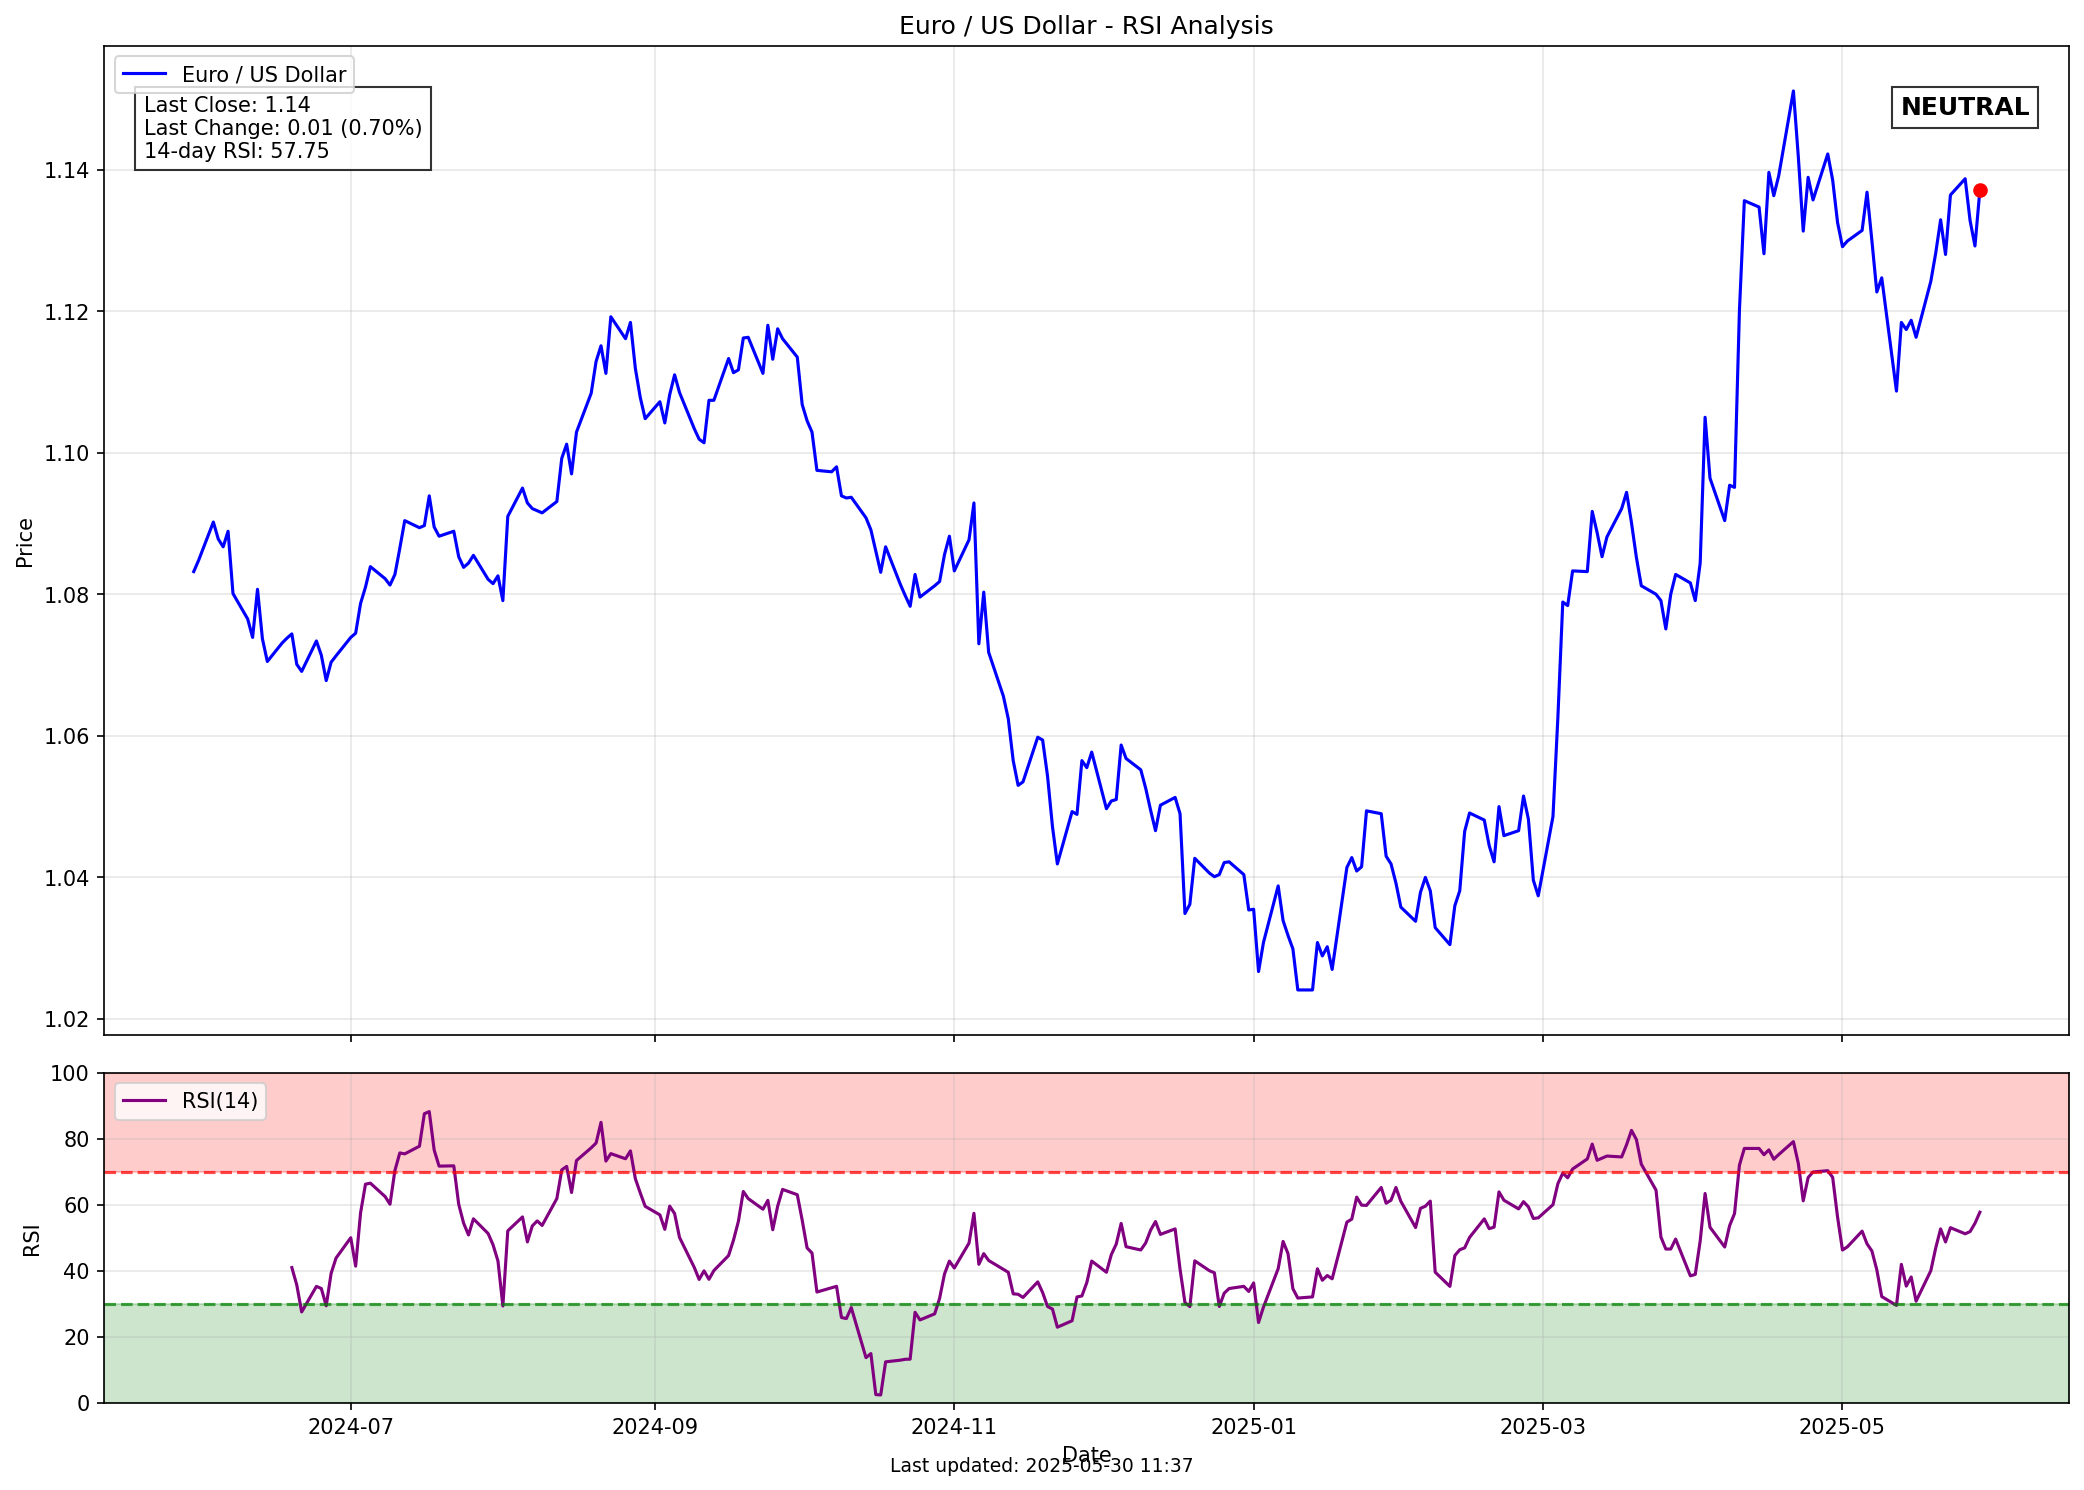 Euro / US Dollar - RSI Analysis
Euro / US Dollar
Last Close: 1.14
Last Change: 0.01 (0.70%)
14-day RSI: 57.75
NEUTRAL
Price
1.14
1.12
1.10
1.08
1.06
1.04
1.02
RSI(14)
RSI
100
80
60
40
20
0
2024-07 2024-09 2024-11 2025-01 2025-03 2025-05
Date
Last updated: 2025-05-30 11:37